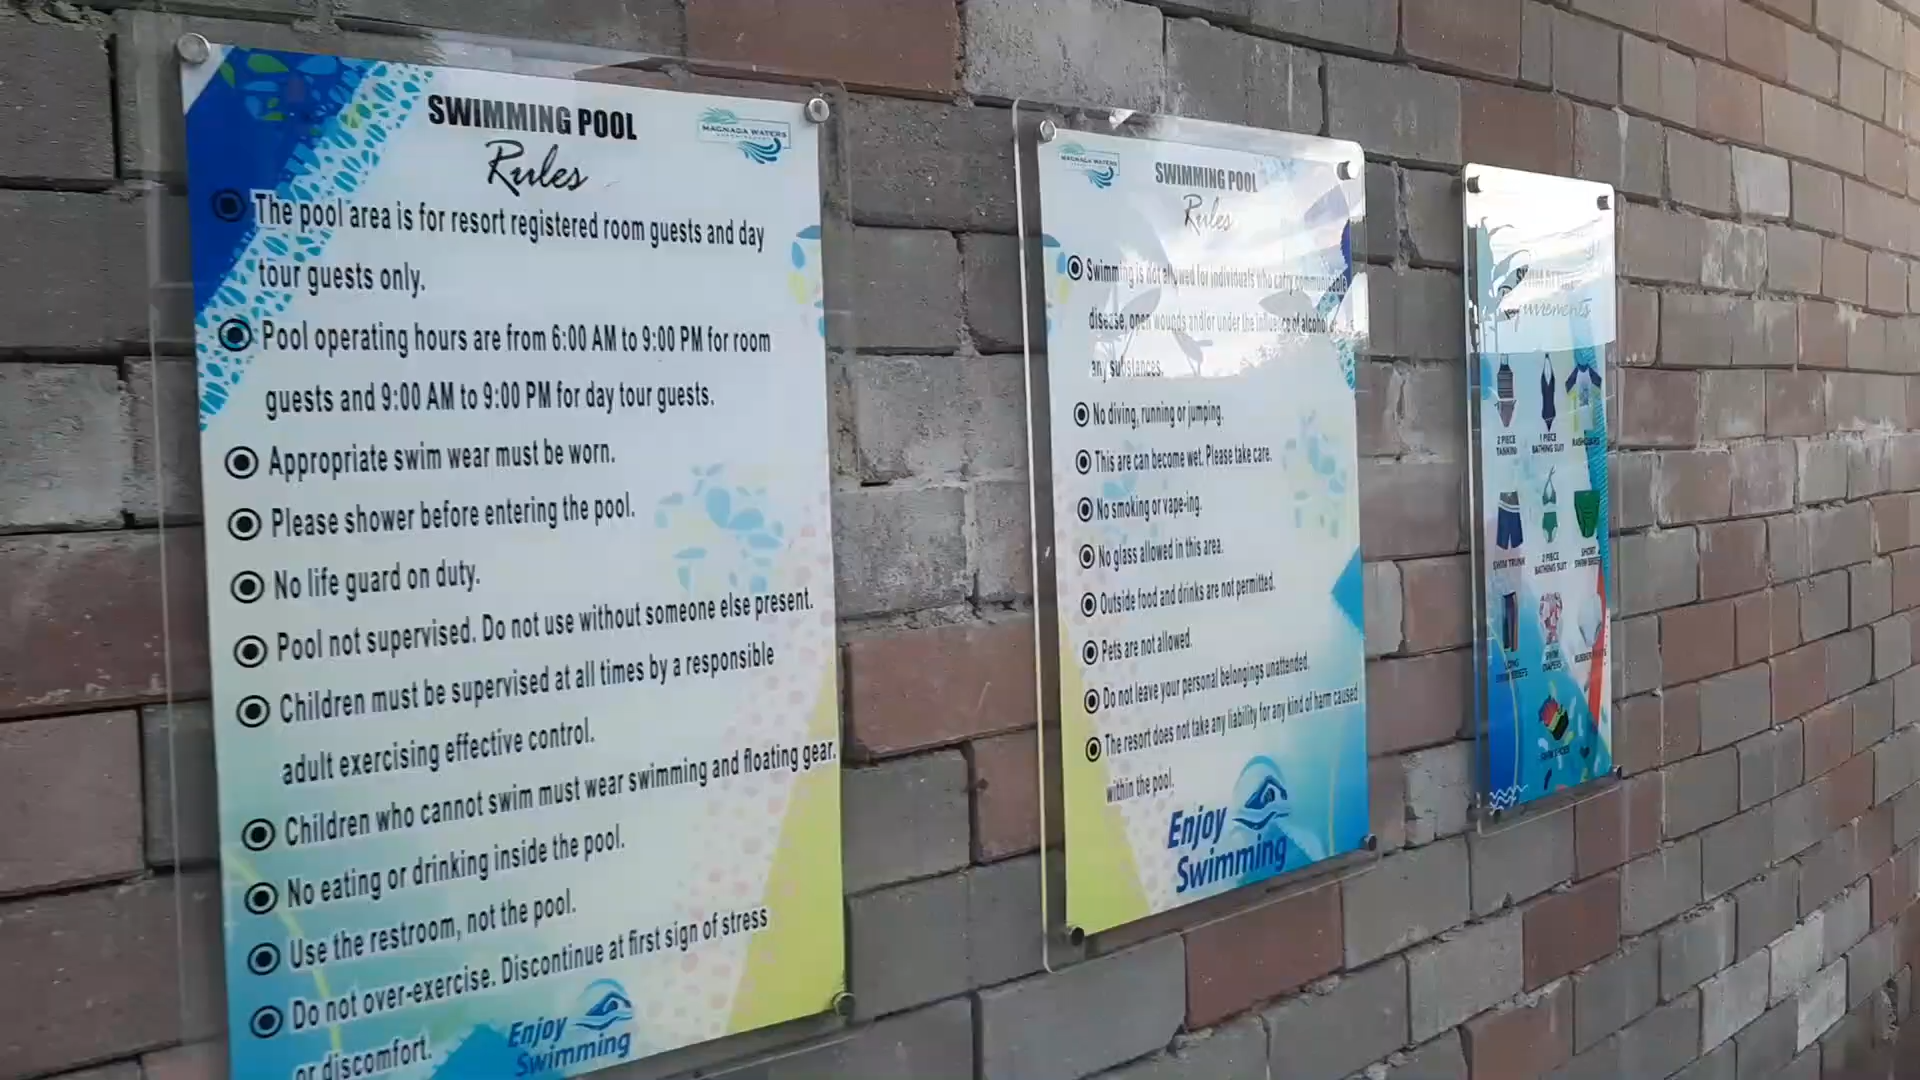 SWIMMING POOL
Rules
MAGNAGA WATERS
The pool area is for resort registered room guests and day
tour guests only.
Pool operating hours are from 6:00 AM to 9:00 PM for room
guests and 9:00 AM to 9:00 PM for day tour guests.
Appropriate swim wear must be worn.
Please shower before entering the pool.
No life guard on duty.
Pool not supervised. Do not use without someone else present.
Children must be supervised at all times by a responsible
adult exercising effective control.
Children who cannot swim must wear swimming and floating gear.
No eating or drinking inside the pool.
Use the restroom, not the pool.
Do not over-exercise. Discontinue at first sign of stress
or discomfort.
Enjoy
Swimming
MAGNAGA WATERS
SWIMMING POOL
Rules
Swimming is not allowed for individuals who carry communicable
disease, open wounds and/or under the influence of alcohol
any substances.
No diving, running or jumping.
This are can become wet. Please take care.
No smoking or vape-ing.
No glass allowed in this area.
Outside food and drinks are not permitted.
Pets are not allowed.
Do not leave your personal belongings unattended.
The resort does not take any liability for any kind of harm caused
within the pool.
Enjoy
Swimming
2 PIECE
TANKINI
1 PIECE
BATHING SUIT
RASHGUARD
SWIM TRUNK
2 PIECE
BATHING SUIT
SHORT
SWIM BRIEFS
LONG
SWIM BRIEFS
SWIM
DIAPERS